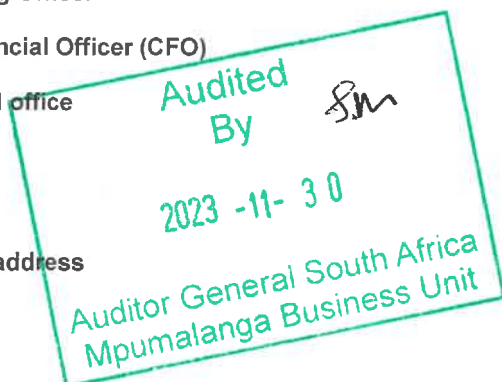 ncial Officer (CFO)
office
Audited
By
2023 -11- 30
address
Auditor General South Africa
Mpumalanga Business Unit